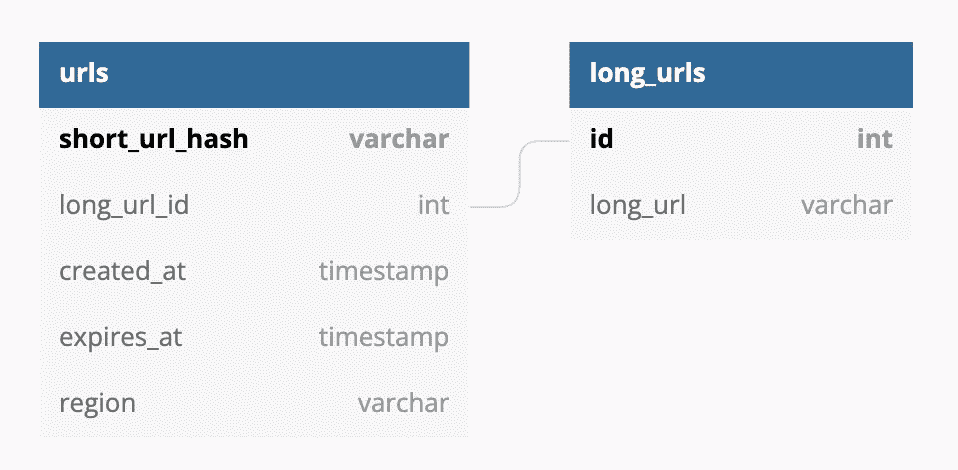 urls
short_url_hash varchar
long_url_id int
created_at timestamp
expires_at timestamp
region varchar
long_urls
id int
long_url varchar